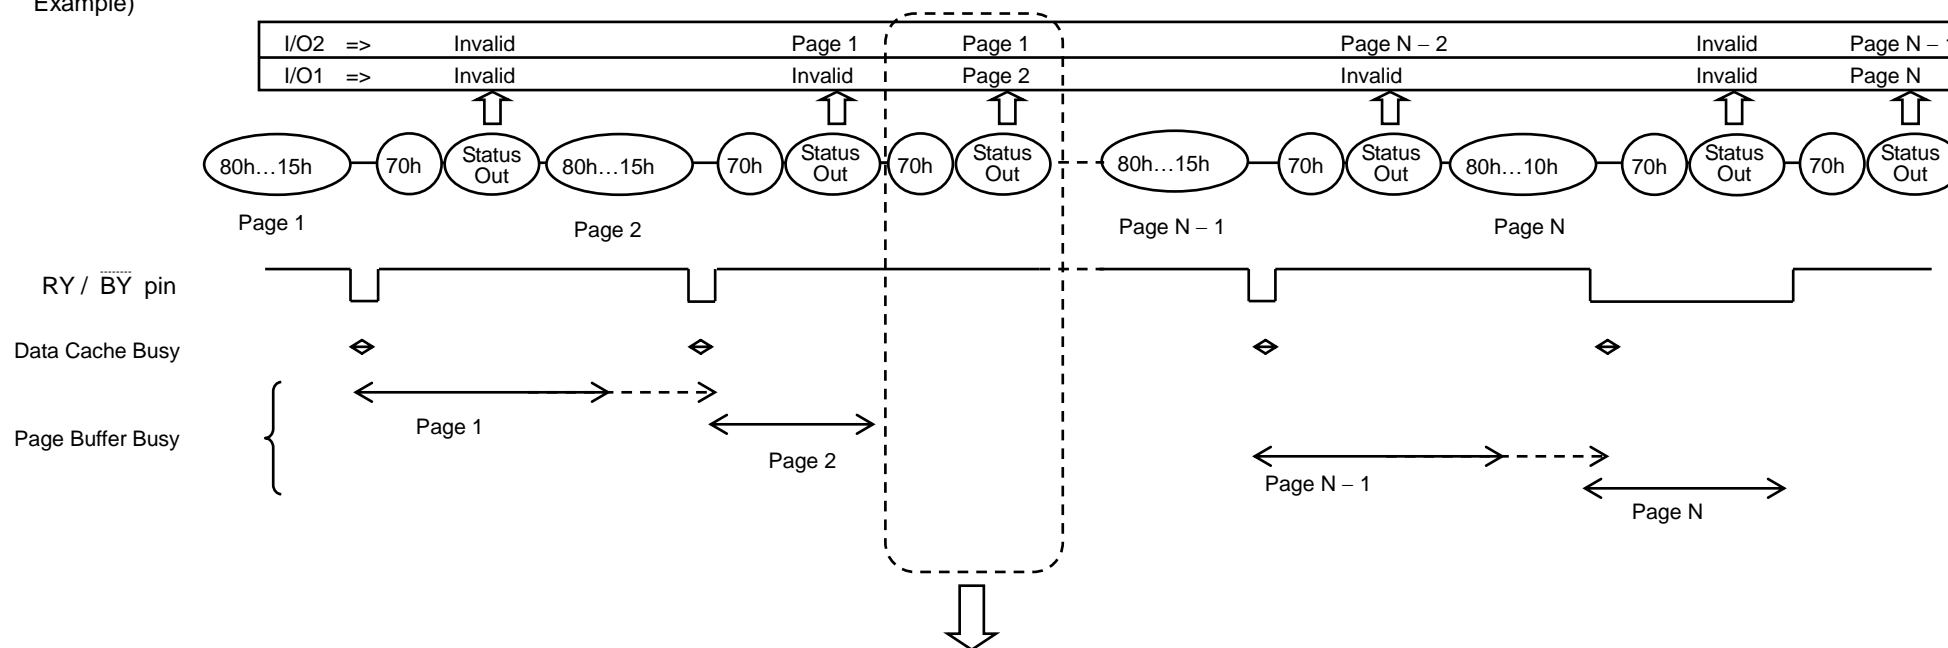 Example)
I/O2 => Invalid Page 1 Page 1 Page N − 2 Invalid Page N −
I/O1 => Invalid Invalid Page 2 Invalid Invalid Page N
80h…15h 70h Status Out 80h…15h 70h Status Out 70h Status Out 80h…15h 70h Status Out 80h…10h 70h Status Out 70h Status Out
Page 1 Page 2 Page N − 1 Page N
RY / BY pin
Data Cache Busy
Page Buffer Busy
Page 1
Page 2
Page N − 1
Page N